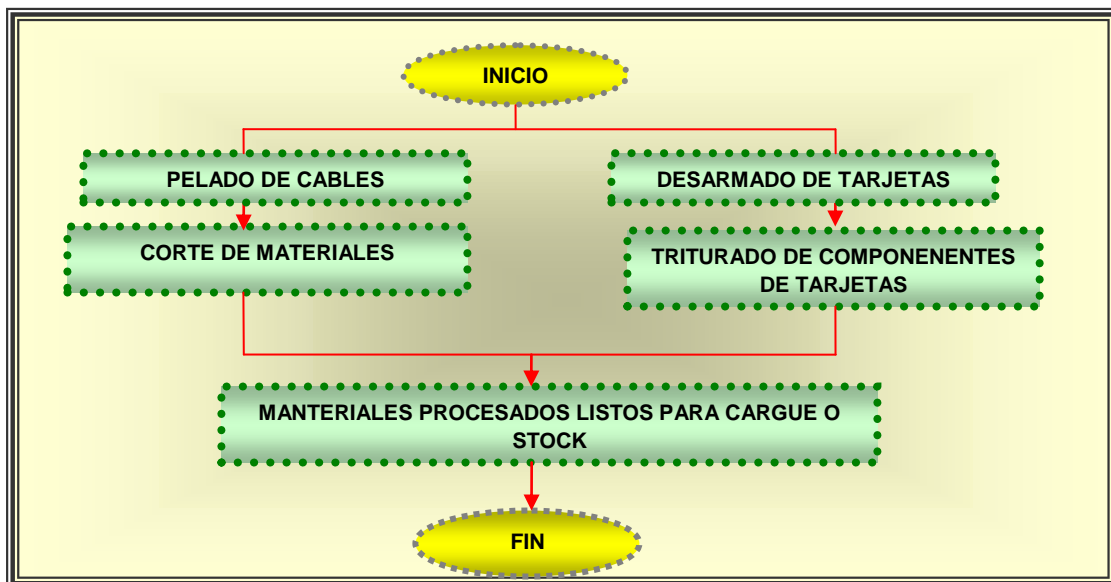 INICIO
PELADO DE CABLES
DESARMADO DE TARJETAS
CORTE DE MATERIALES
TRITURADO DE COMPONENENTES
DE TARJETAS
MANTERIALES PROCESADOS LISTOS PARA CARGUE O
STOCK
FIN